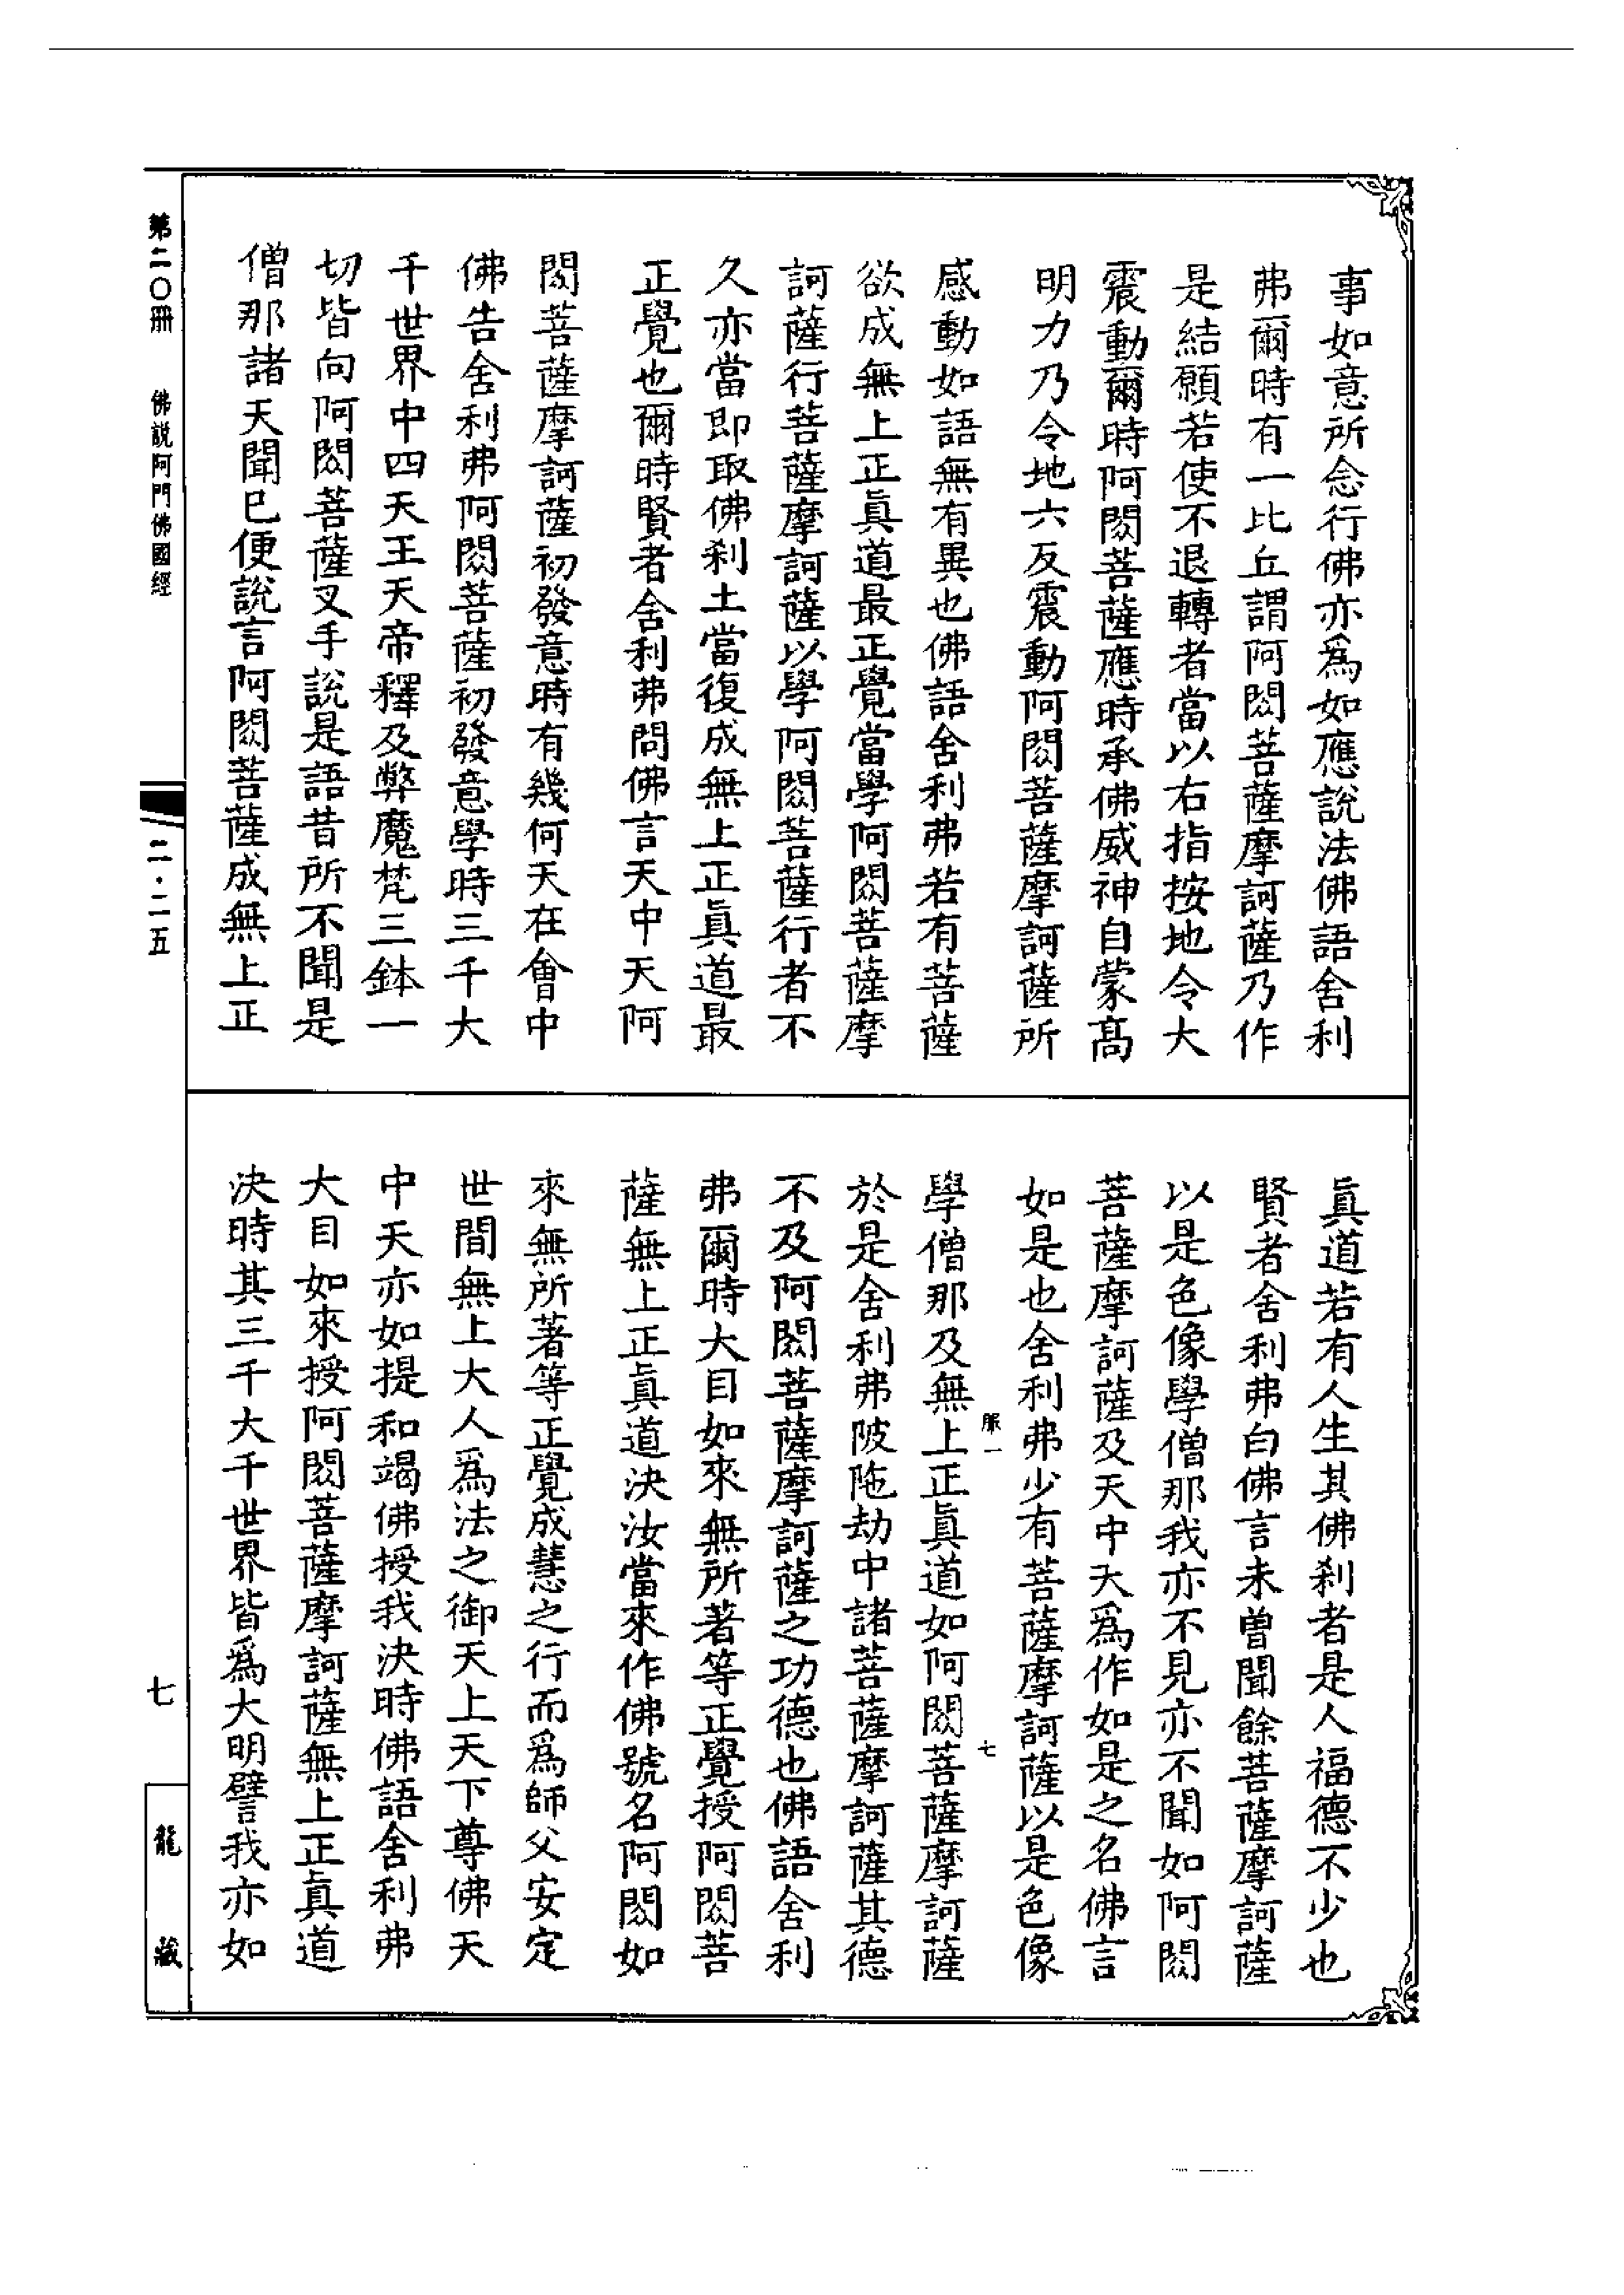 事如意所念行佛亦爲如應說法佛語舍利
弗爾時有一比丘謂阿閦菩薩摩訶薩乃作
是結願若使不退轉者當以右指按地令大
震動爾時阿閦菩薩應時承佛威神自蒙高
明力乃令地六反震動阿閦菩薩摩訶薩所
感動如語無有異也佛語舍利弗若有菩薩
欲成無上正眞道最正覺當學阿閦菩薩摩
訶薩行菩薩摩訶薩以學阿閦菩薩行者不
久亦當即取佛刹土當復成無上正眞道最
正覺也爾時賢者舍利弗問佛言天中天阿
閦菩薩摩訶薩初發意時有幾何天在會中
佛告舍利弗阿閦菩薩初發意學時三千大
千世界中四天王天帝釋及弊魔梵三鉢一
切皆向阿閦菩薩叉手說是語昔所不聞是
僧那諸天聞已便說言阿閦菩薩成無上正
眞道若有人生其佛刹者是人福德不少也
賢者舍利弗白佛言未曾聞餘菩薩摩訶薩
以是色像學僧那我亦不見亦不聞如阿閦
菩薩摩訶薩及天中天爲作如是之名佛言
如是也舍利弗少有菩薩摩訶薩以是色像
服一 七
學僧那及無上正眞道如阿閦菩薩摩訶薩
於是舍利弗陂陁劫中諸菩薩摩訶薩其德
不及阿閦菩薩摩訶薩之功德也佛語舍利
弗爾時大目如來無所著等正覺授阿閦菩
薩無上正眞道決汝當來作佛號名阿閦如
來無所著等正覺成慧之行而爲師父安定
世間無上大人爲法之御天上天下尊佛天
中天亦如提和竭佛授我決時佛語舍利弗
大目如來授阿閦菩薩摩訶薩無上正眞道
決時其三千大千世界皆爲大明譬我亦如
第二〇冊 佛說阿門佛國經
二·二五
七
龍藏